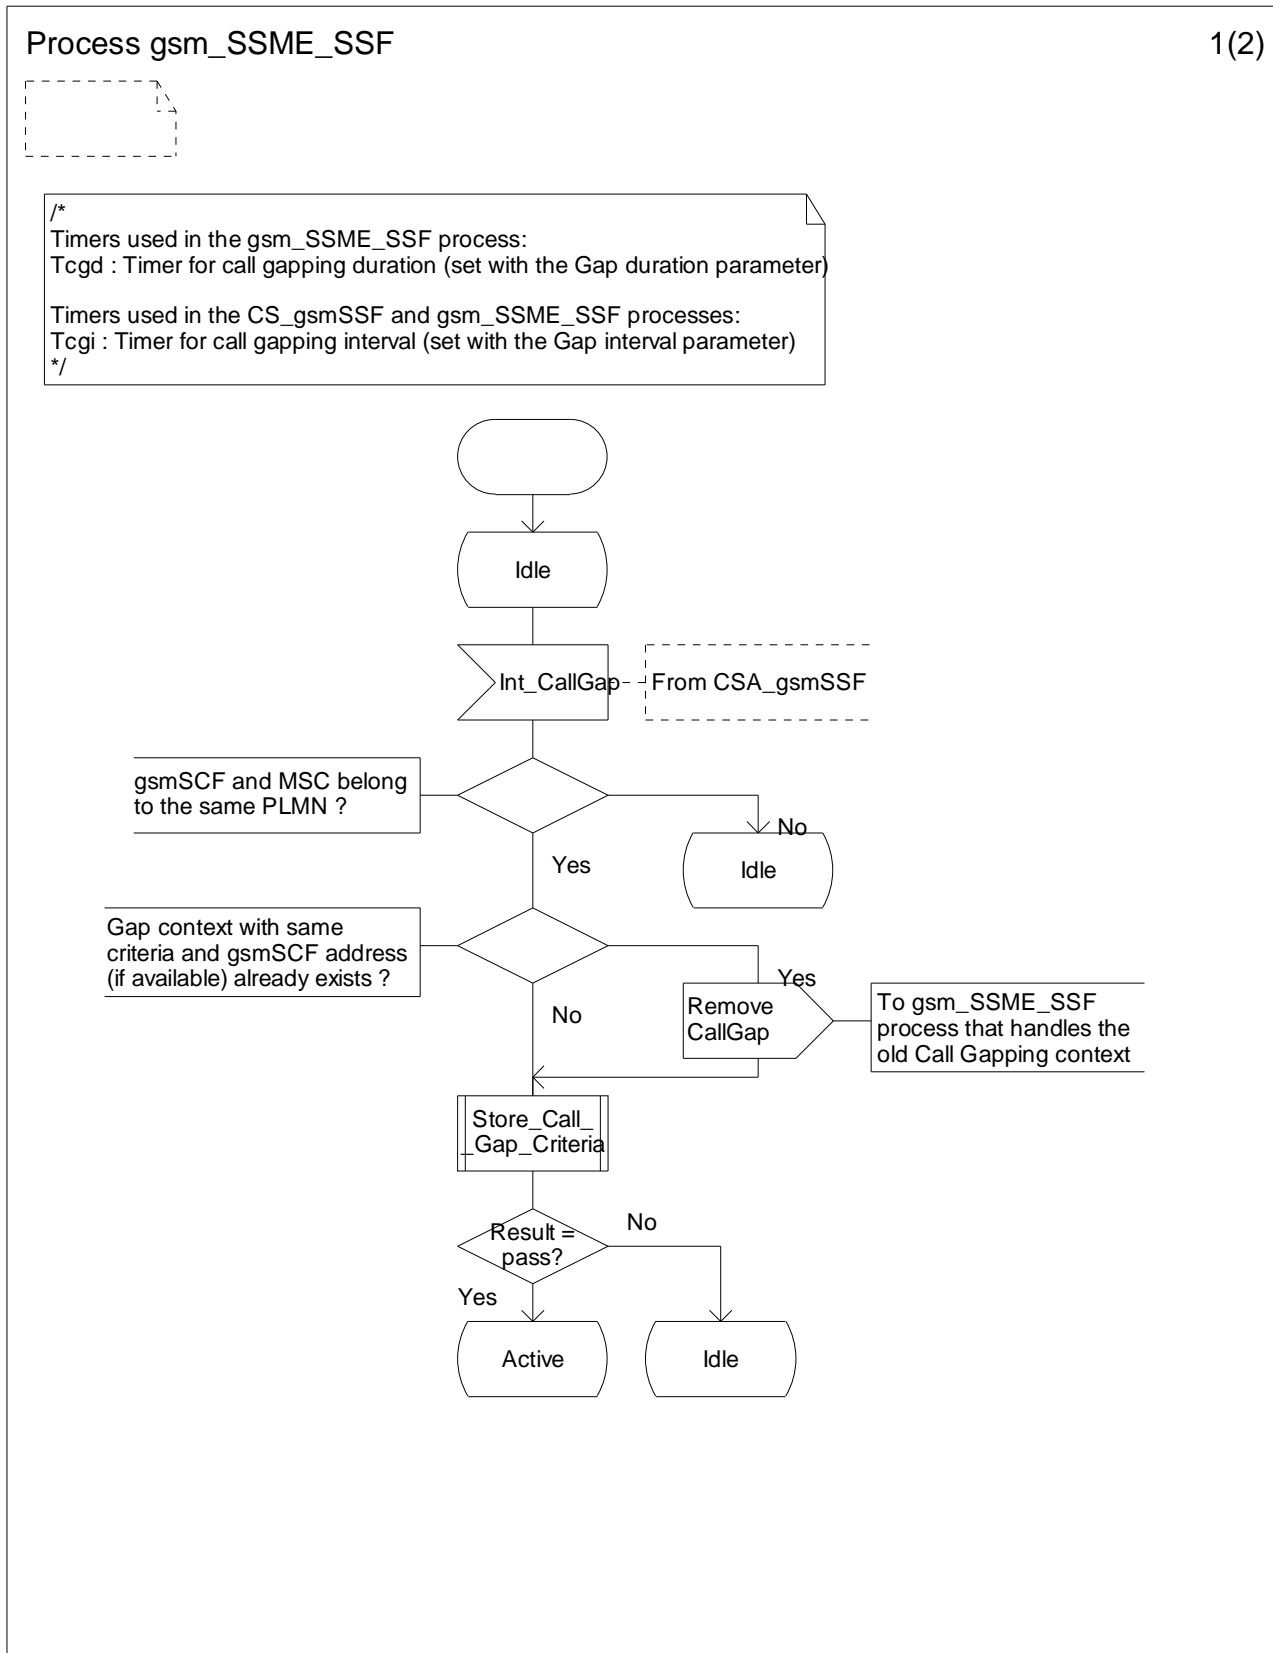 Process gsm_SSME_SSF
1(2)
/*
Timers used in the gsm_SSME_SSF process:
Tcgd : Timer for call gapping duration (set with the Gap duration parameter)
Timers used in the CS_gsmSSF and gsm_SSME_SSF processes:
Tcgi : Timer for call gapping interval (set with the Gap interval parameter)
*/
Idle
Int_CallGap
From CSA_gsmSSF
gsmSCF and MSC belong
to the same PLMN ?
No
Idle
Yes
Gap context with same
criteria and gsmSCF address
(if available) already exists ?
Yes
No
Remove
CallGap
To gsm_SSME_SSF
process that handles the
old Call Gapping context
Store_Call_
_Gap_Criteria
Result =
pass?
No
Yes
Active
Idle